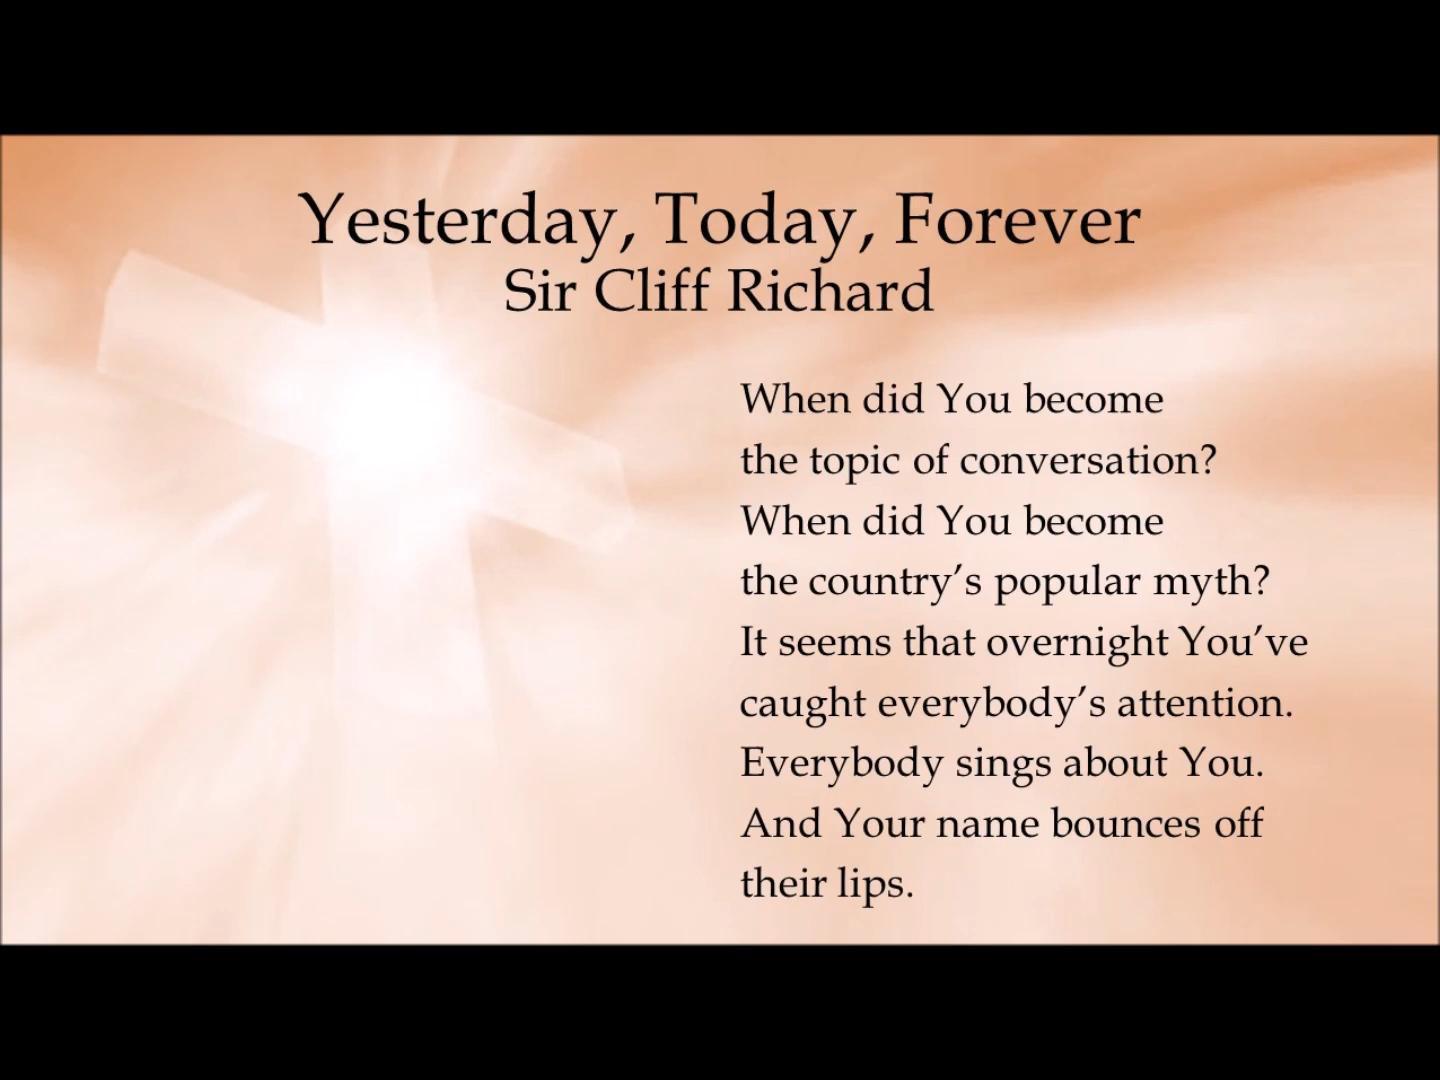 Yesterday, Today, Forever
Sir Cliff Richard
When did You become
the topic of conversation?
When did You become
the country’s popular myth?
It seems that overnight You’ve
caught everybody’s attention.
Everybody sings about You.
And Your name bounces off
their lips.